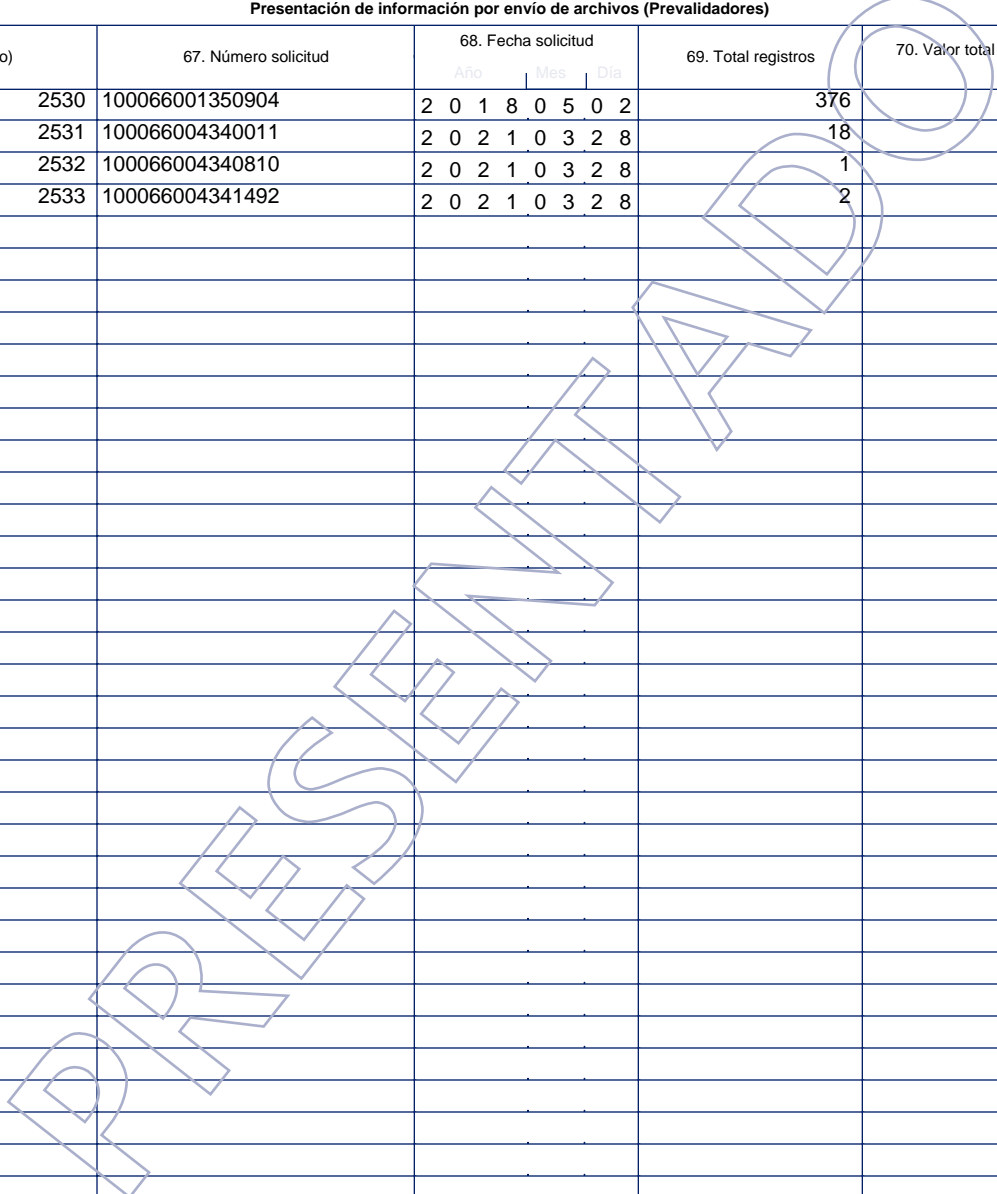 Presentación de información por envío de archivos (Prevalidadores)
o) 67. Número solicitud 68. Fecha solicitud 69. Total registros 70. Valor total
Año Mes Día
2530 100066001350904 2 0 1 8 0 5 0 2 376
2531 100066004340011 2 0 2 1 0 3 2 8 18
2532 100066004340810 2 0 2 1 0 3 2 8 1
2533 100066004341492 2 0 2 1 0 3 2 8 2
PRESENTADO